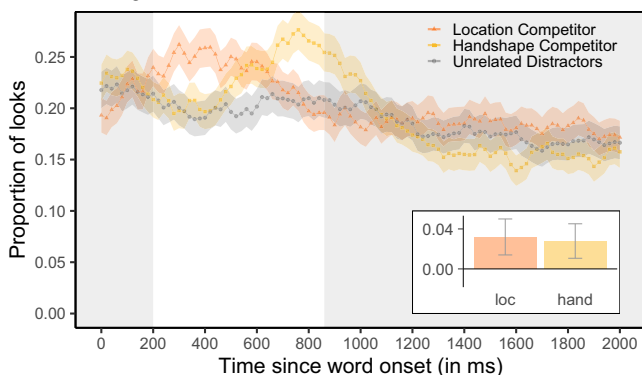 Location Competitor
Handshape Competitor
Unrelated Distractors
Proportion of looks
0.25
0.20
0.15
0.10
0.05
0.00
0.04
0.00
loc hand
0 200 400 600 800 1000 1200 1400 1600 1800 2000
Time since word onset (in ms)